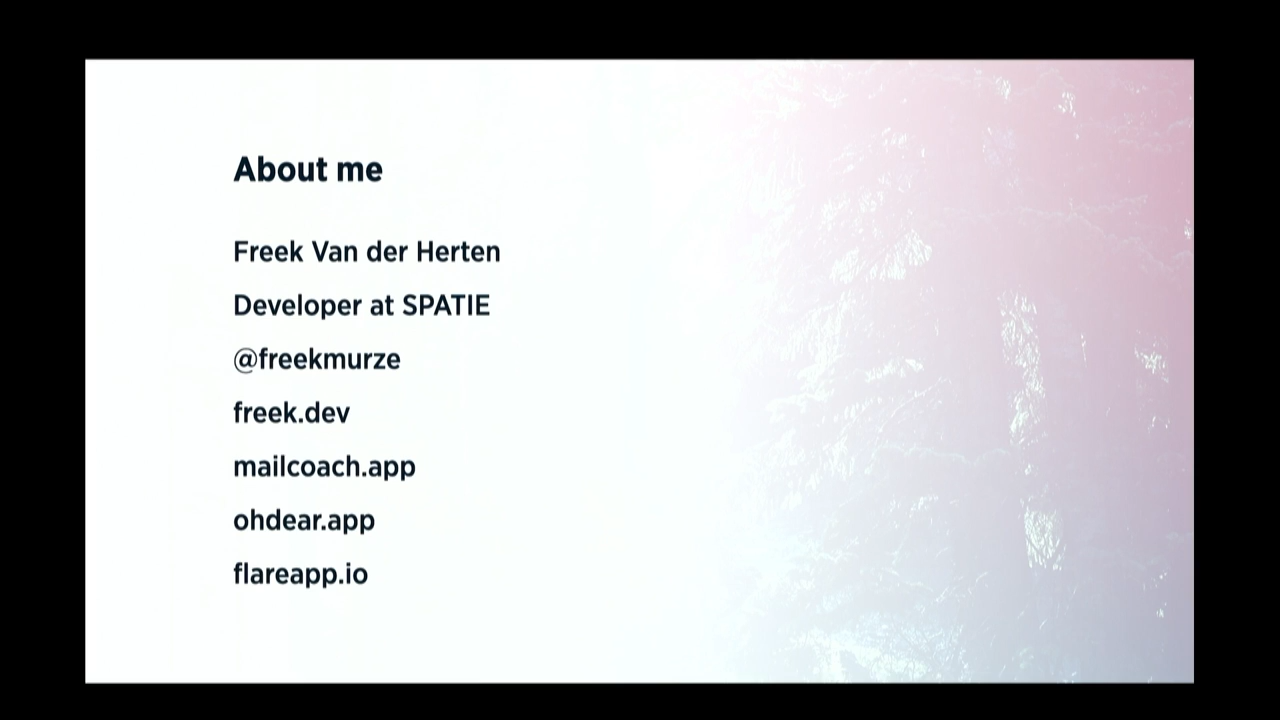 About me
Freek Van der Herten
Developer at SPATIE
@freekmurze
freek.dev
mailcoach.app
ohdear.app
flareapp.io